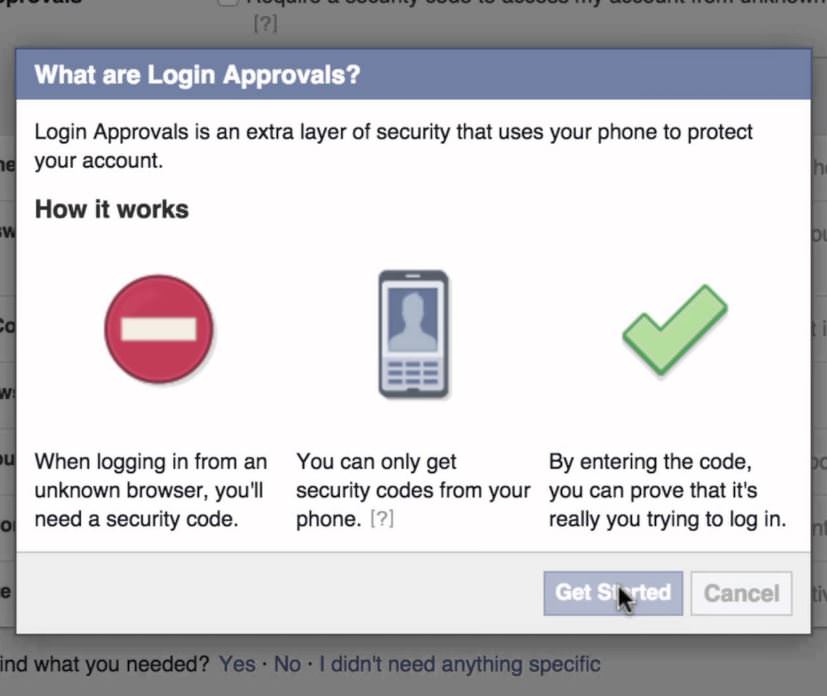 Require a security code to access my account from unknown
[?]
What are Login Approvals?
Login Approvals is an extra layer of security that uses your phone to protect
your account.
How it works
When logging in from an
unknown browser, you'll
need a security code.
You can only get
security codes from your
phone. [?]
By entering the code,
you can prove that it's
really you trying to log in.
Get Started
Cancel
ind what you needed? Yes · No · I didn't need anything specific